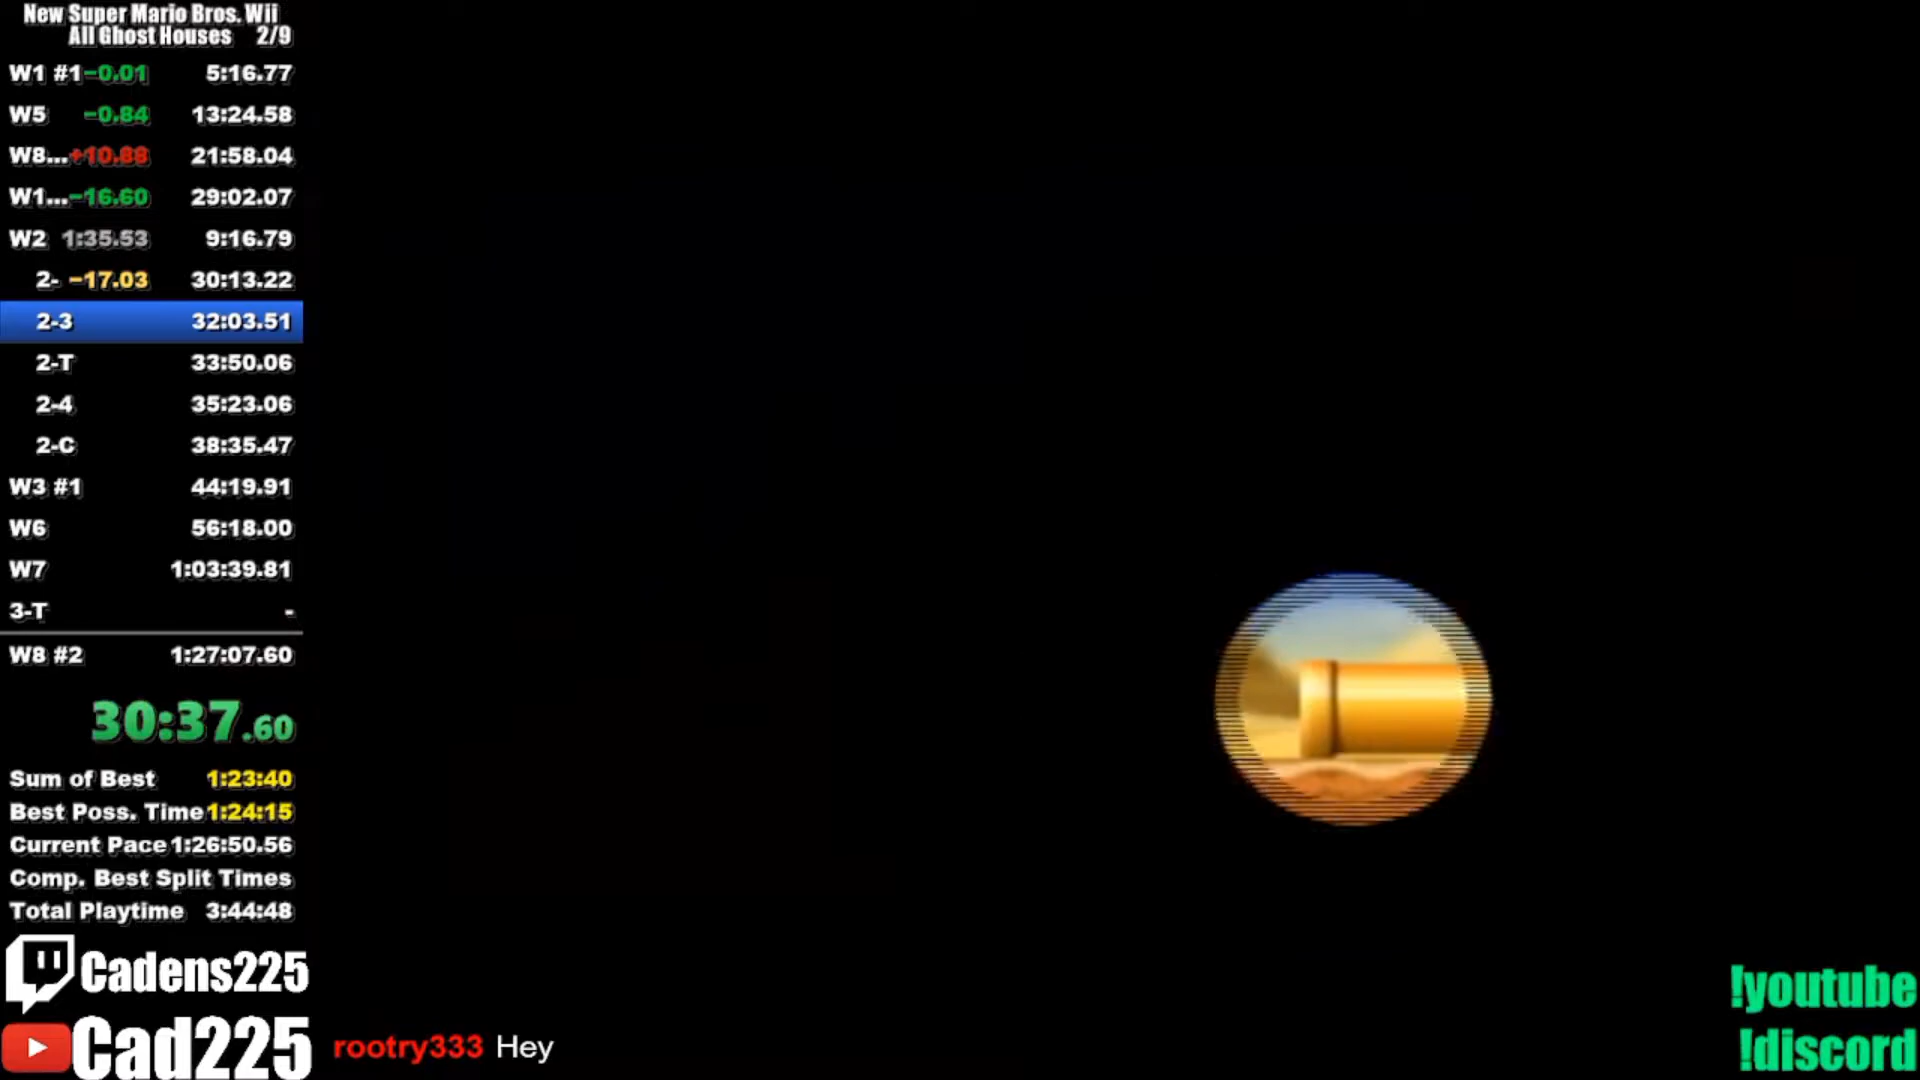 New Super Mario Bros. Wii
All Ghost Houses 2/9
W1 #1 −0.01 5:16.77
W5 −0.84 13:24.58
W8... +10.88 21:58.04
W1... −16.60 29:02.07
W2 1:35.53 9:16.79
2- −17.03 30:13.22
2-3 32:03.51
2-T 33:50.06
2-4 35:23.06
2-C 38:35.47
W3 #1 44:19.91
W6 56:18.00
W7 1:03:39.81
3-T -
W8 #2 1:27:07.60
30:37.60
Sum of Best 1:23:40
Best Poss. Time 1:24:15
Current Pace 1:26:50.56
Comp. Best Split Times
Total Playtime 3:44:48
Cadens225
Cad225
rootry333 Hey
!youtube
!discord